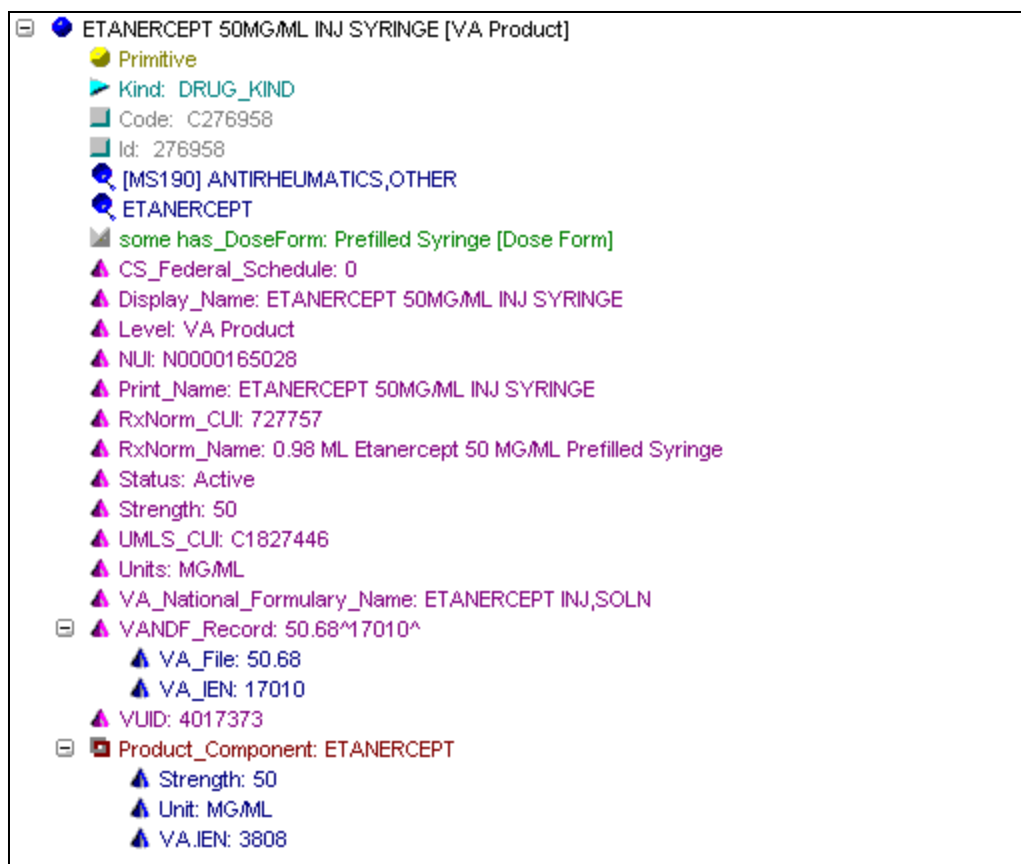 ETANERCEPT 50MG/ML INJ SYRINGE [VA Product]
Primitive
Kind: DRUG_KIND
Code: C276958
Id: 276958
[MS190] ANTIRHEUMATICS,OTHER
ETANERCEPT
some has_DoseForm: Prefilled Syringe [Dose Form]
CS_Federal_Schedule: 0
Display_Name: ETANERCEPT 50MG/ML INJ SYRINGE
Level: VA Product
NUI: N0000165028
Print_Name: ETANERCEPT 50MG/ML INJ SYRINGE
RxNorm_CUI: 727757
RxNorm_Name: 0.98 ML Etanercept 50 MG/ML Prefilled Syringe
Status: Active
Strength: 50
UMLS_CUI: C1827446
Units: MG/ML
VA_National_Formulary_Name: ETANERCEPT INJ,SOLN
VANDF_Record: 50.68^17010^
VA_File: 50.68
VA_IEN: 17010
VUID: 4017373
Product_Component: ETANERCEPT
Strength: 50
Unit: MG/ML
VA.IEN: 3808